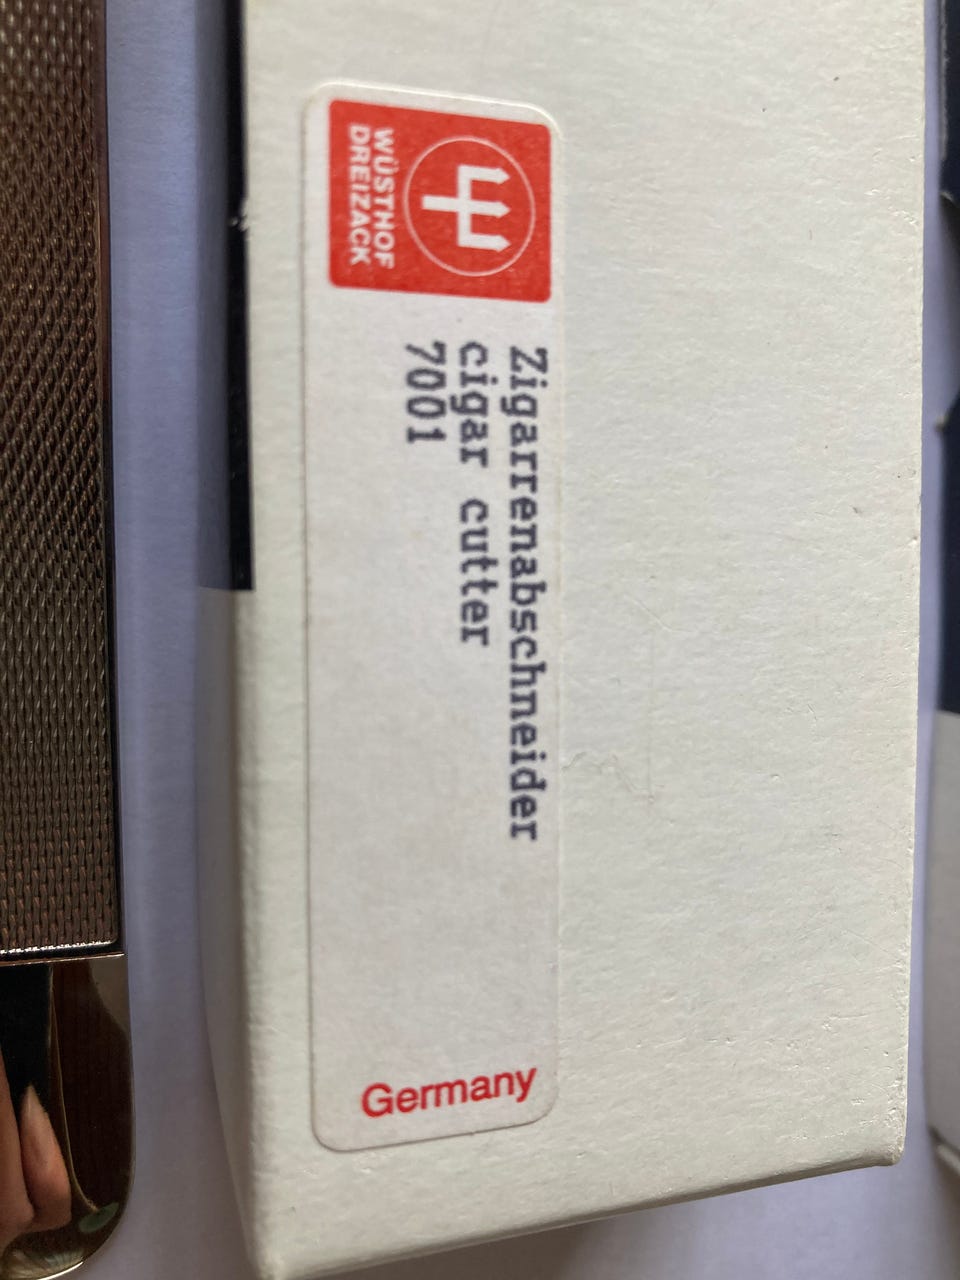 WÜSTHOF
DREIZACK
Zigarrenabschneider
cigar cutter
7001
Germany